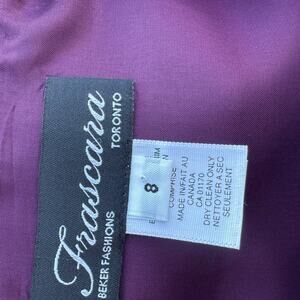 Frascara
TORONTO
BEKER FASHIONS
8
COMPRISE
MADE IN/FAIT AU
CANADA
CA 01170
DRY CLEAN ONLY
NETTOYER A SEC
SEULEMENT